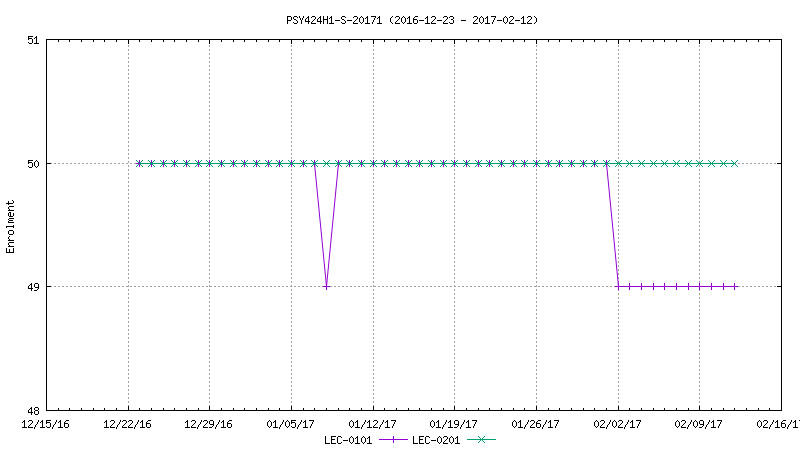 PSY424H1-S-20171 (2016-12-23 - 2017-02-12)
51
50
49
48
Enrolment
12/15/16 12/22/16 12/29/16 01/05/17 01/12/17 01/19/17 01/26/17 02/02/17 02/09/17 02/16/17
LEC-0101 LEC-0201